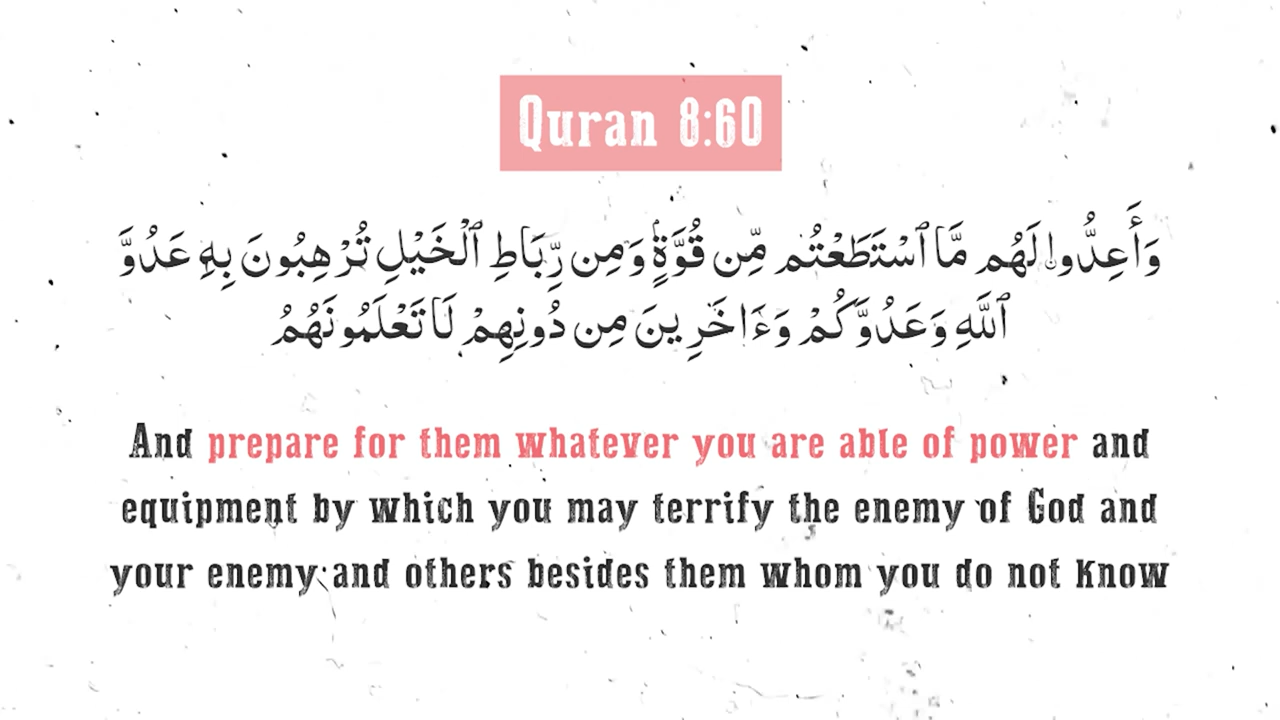 Quran 8:60
وَأَعِدُّوا۟ لَهُم مَّا ٱسْتَطَعْتُم مِّن قُوَّةٍ وَمِن رِّبَاطِ ٱلْخَيْلِ تُرْهِبُونَ بِهِۦ عَدُوَّ
ٱللَّهِ وَعَدُوَّكُمْ وَءَاخَرِينَ مِن دُونِهِمْ لَا تَعْلَمُونَهُمُ
And prepare for them whatever you are able of power and
equipment by which you may terrify the enemy of God and
your enemy and others besides them whom you do not know